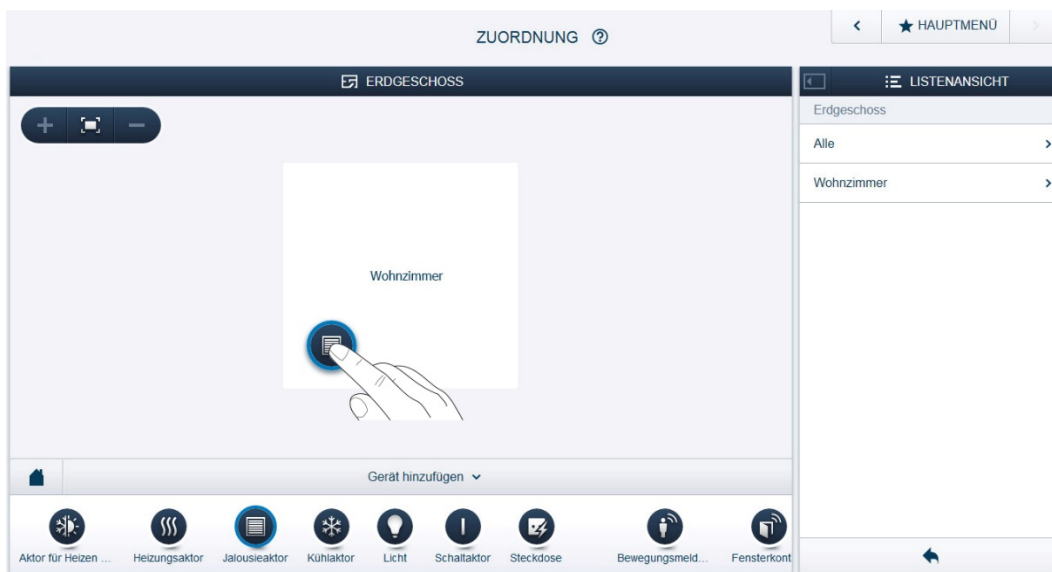 ZUORDNUNG
HAUPTMENÜ
ERDGESCHOSS
LISTENANSICHT
Erdgeschoss
Alle
Wohnzimmer
Wohnzimmer
Gerät hinzufügen
Aktor für Heizen ...
Heizungsaktor
Jalousieaktor
Kühlaktor
Licht
Schaltaktor
Steckdose
Bewegungsmeld...
Fensterkont